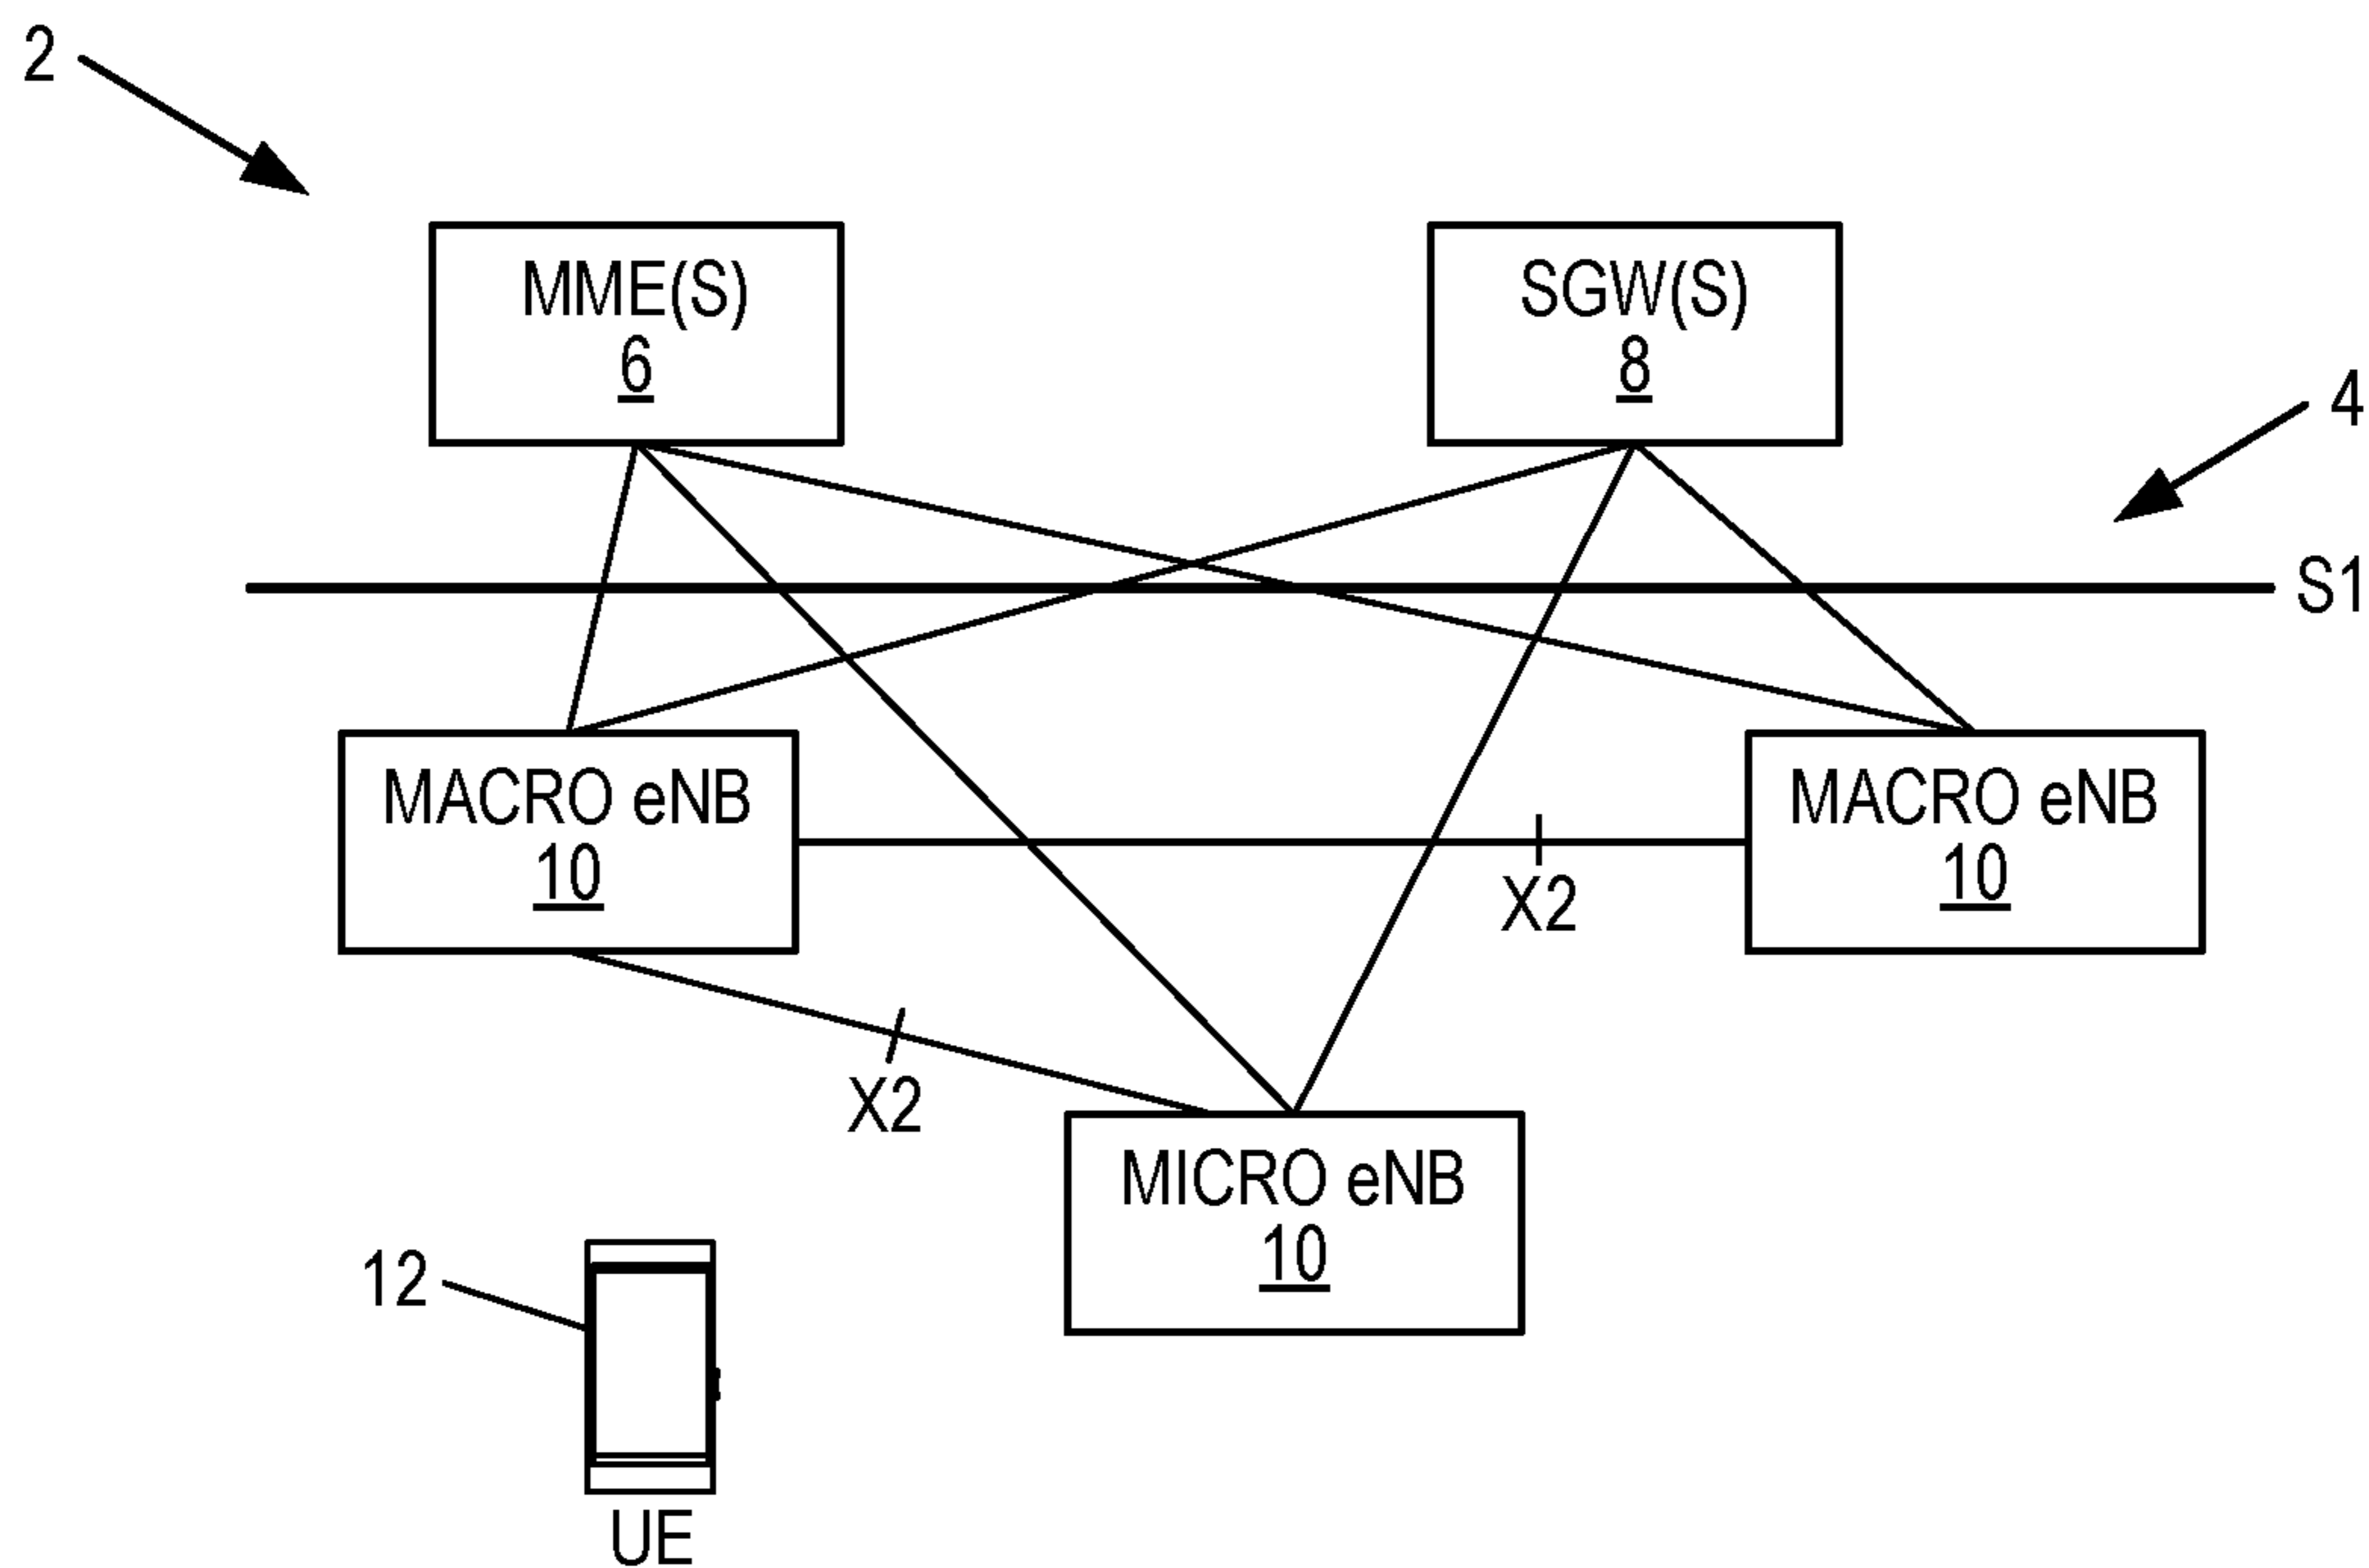 2
MME(S)
6
SGW(S)
8
4
S1
MACRO eNB
10
MACRO eNB
10
X2
X2
MICRO eNB
10
12
UE